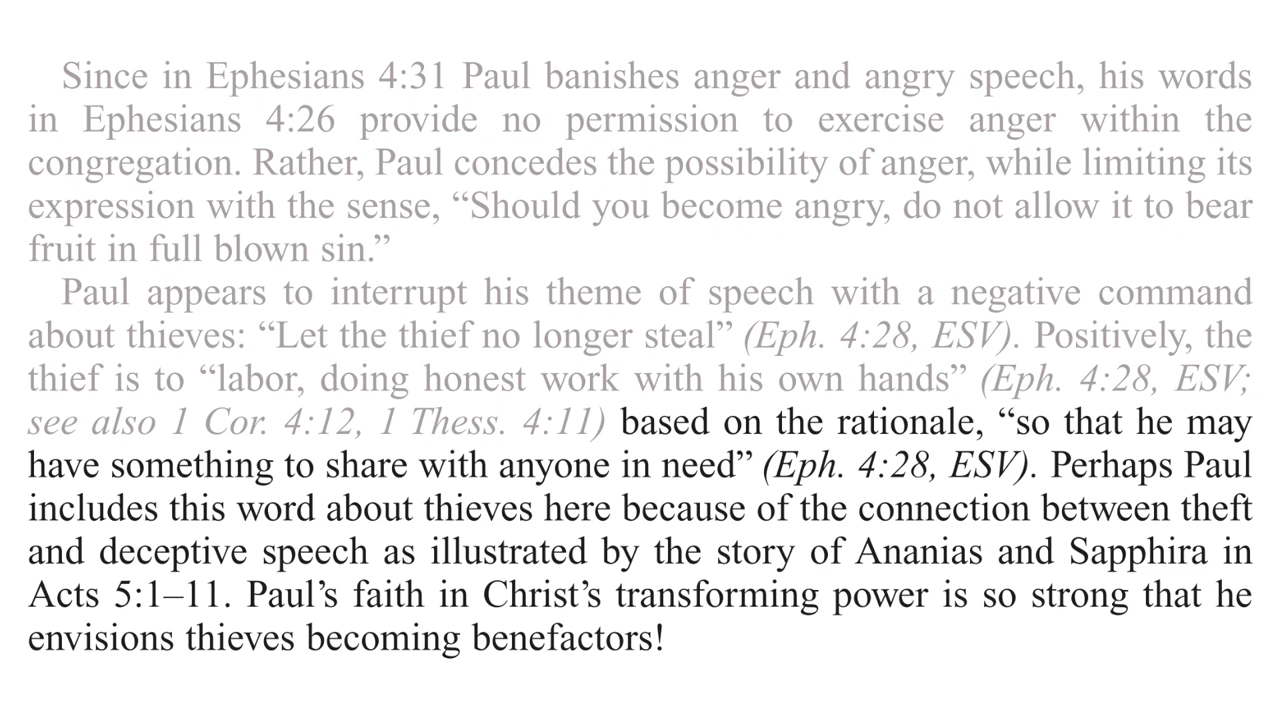 Since in Ephesians 4:31 Paul banishes anger and angry speech, his words
in Ephesians 4:26 provide no permission to exercise anger within the
congregation. Rather, Paul concedes the possibility of anger, while limiting its
expression with the sense, “Should you become angry, do not allow it to bear
fruit in full blown sin.”
Paul appears to interrupt his theme of speech with a negative command
about thieves: “Let the thief no longer steal” (Eph. 4:28, ESV). Positively, the
thief is to “labor, doing honest work with his own hands” (Eph. 4:28, ESV;
see also 1 Cor. 4:12, 1 Thess. 4:11) based on the rationale, “so that he may
have something to share with anyone in need” (Eph. 4:28, ESV). Perhaps Paul
includes this word about thieves here because of the connection between theft
and deceptive speech as illustrated by the story of Ananias and Sapphira in
Acts 5:1–11. Paul’s faith in Christ’s transforming power is so strong that he
envisions thieves becoming benefactors!